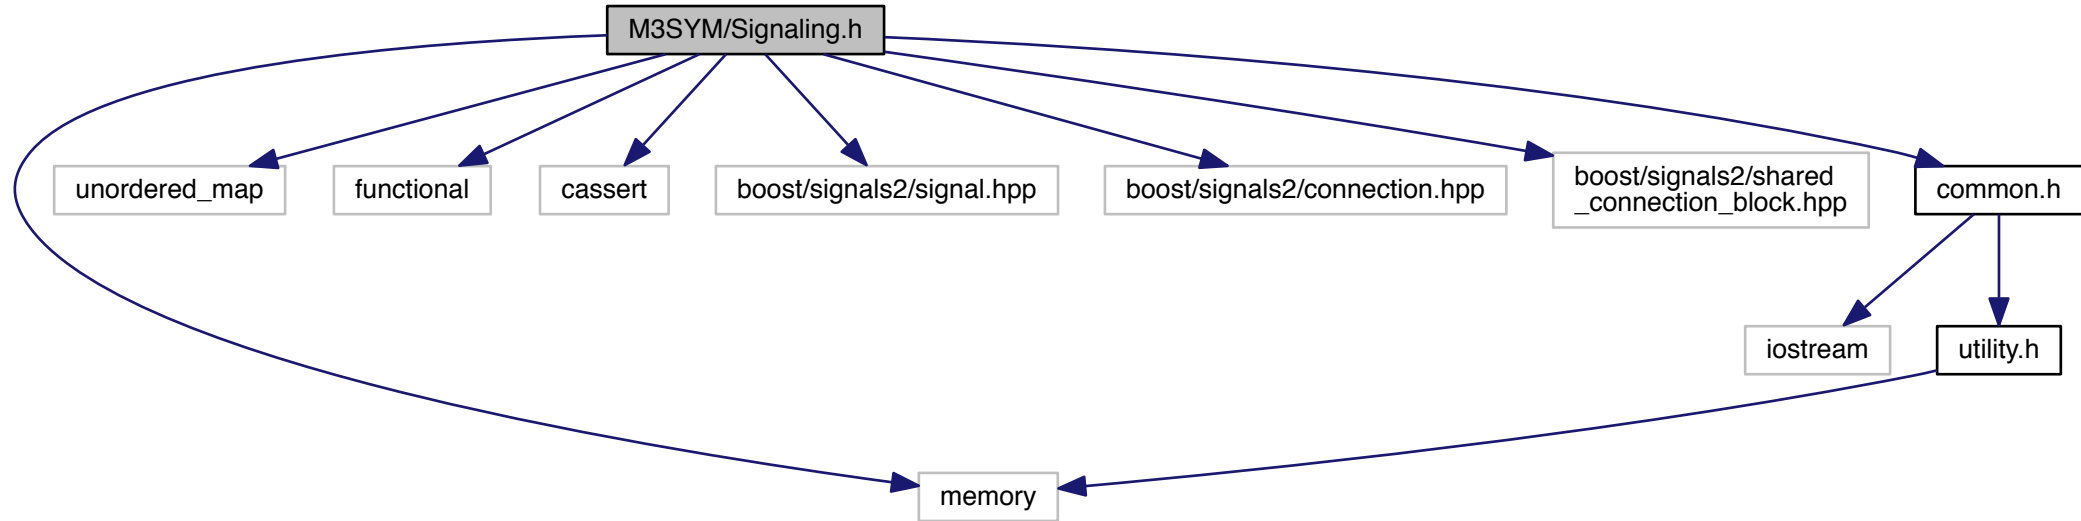 M3SYM/Signaling.h
unordered_map
functional
cassert
boost/signals2/signal.hpp
boost/signals2/connection.hpp
boost/signals2/shared
_connection_block.hpp
common.h
iostream
utility.h
memory